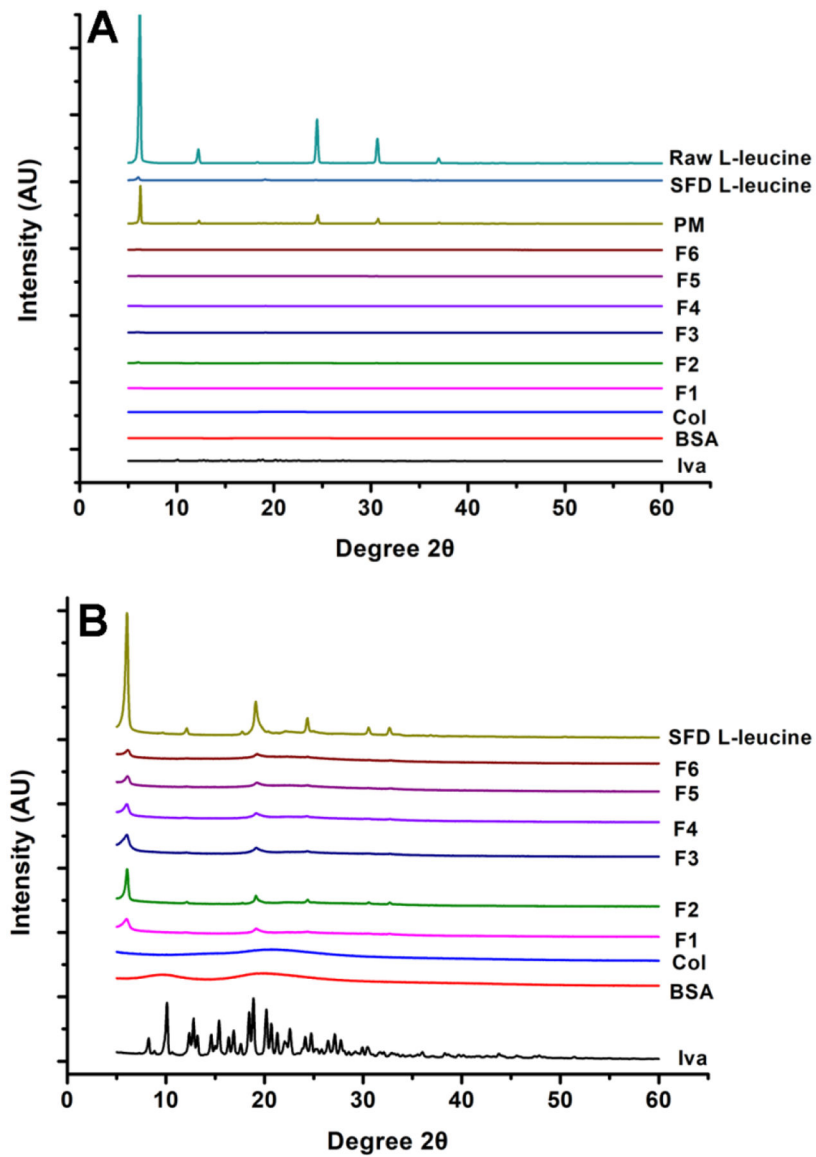 A
Intensity (AU)
Raw L-leucine
SFD L-leucine
PM
F6
F5
F4
F3
F2
F1
Col
BSA
Iva
0 10 20 30 40 50 60
Degree 2θ
B
Intensity (AU)
SFD L-leucine
F6
F5
F4
F3
F2
F1
Col
BSA
Iva
0 10 20 30 40 50 60
Degree 2θ